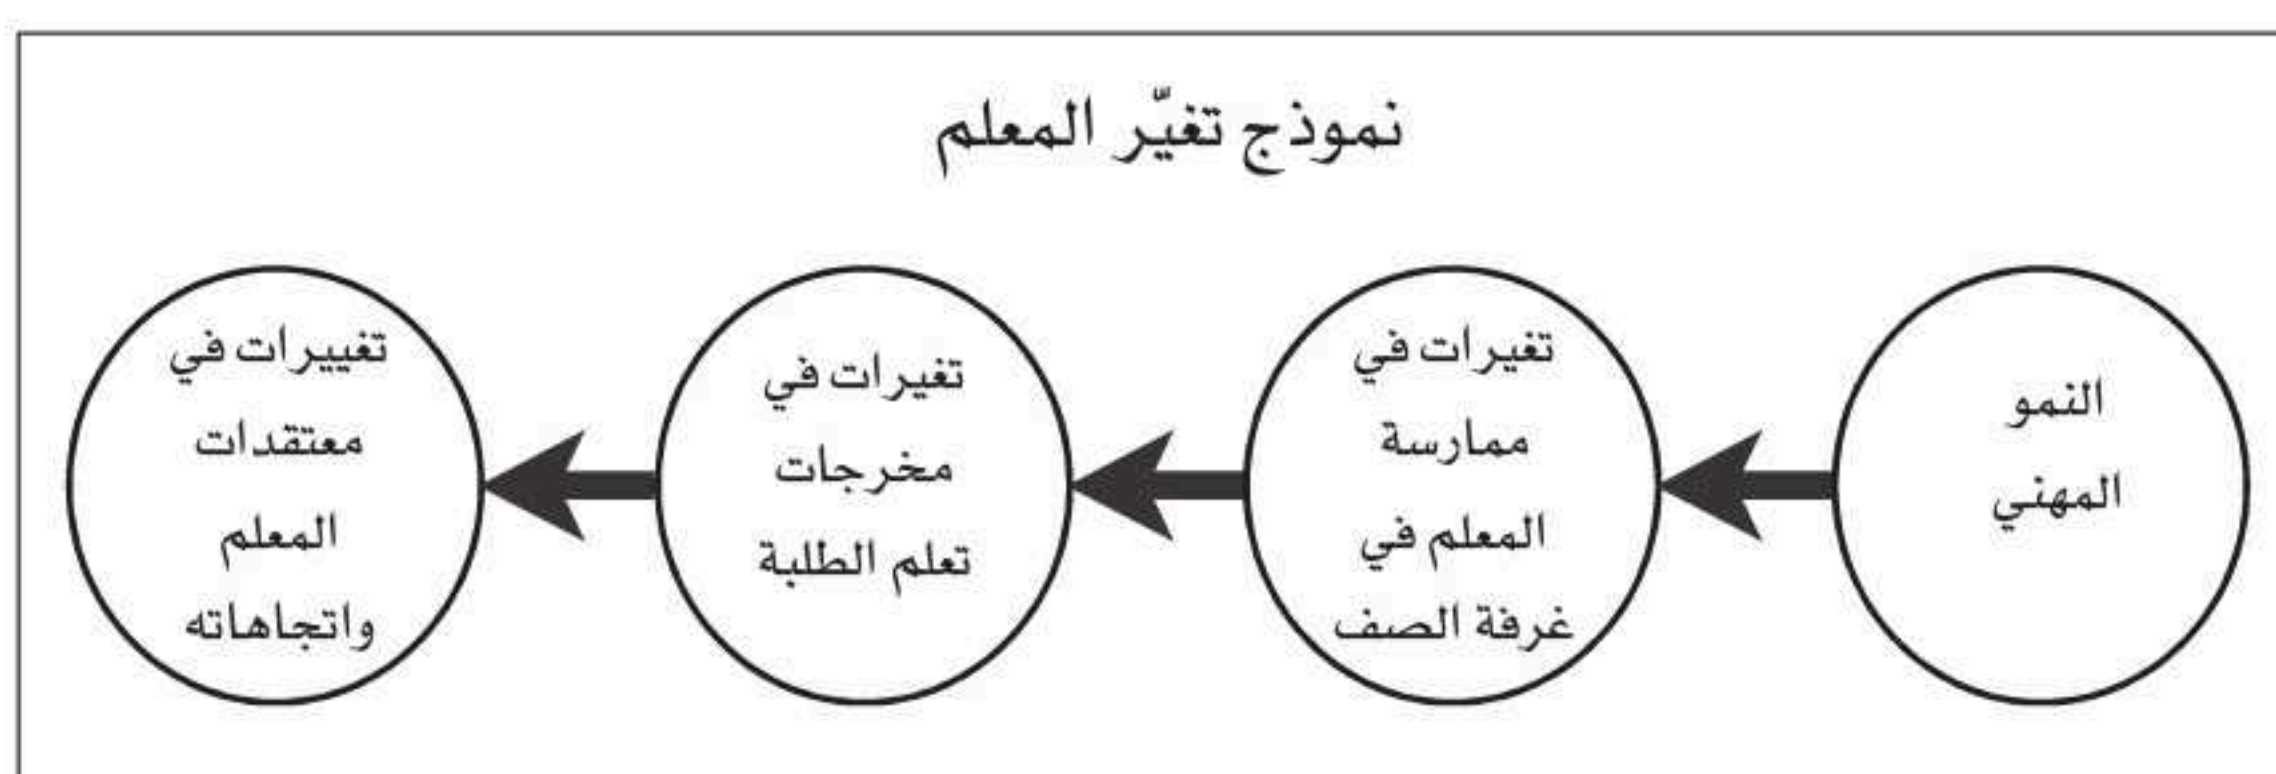 نموذج تغيّر المعلم
النمو
المهني
تغيرات في
ممارسة
المعلم في
غرفة الصف
تغيرات في
مخرجات
تعلم الطلبة
تغييرات في
معتقدات
المعلم
واتجاهاته